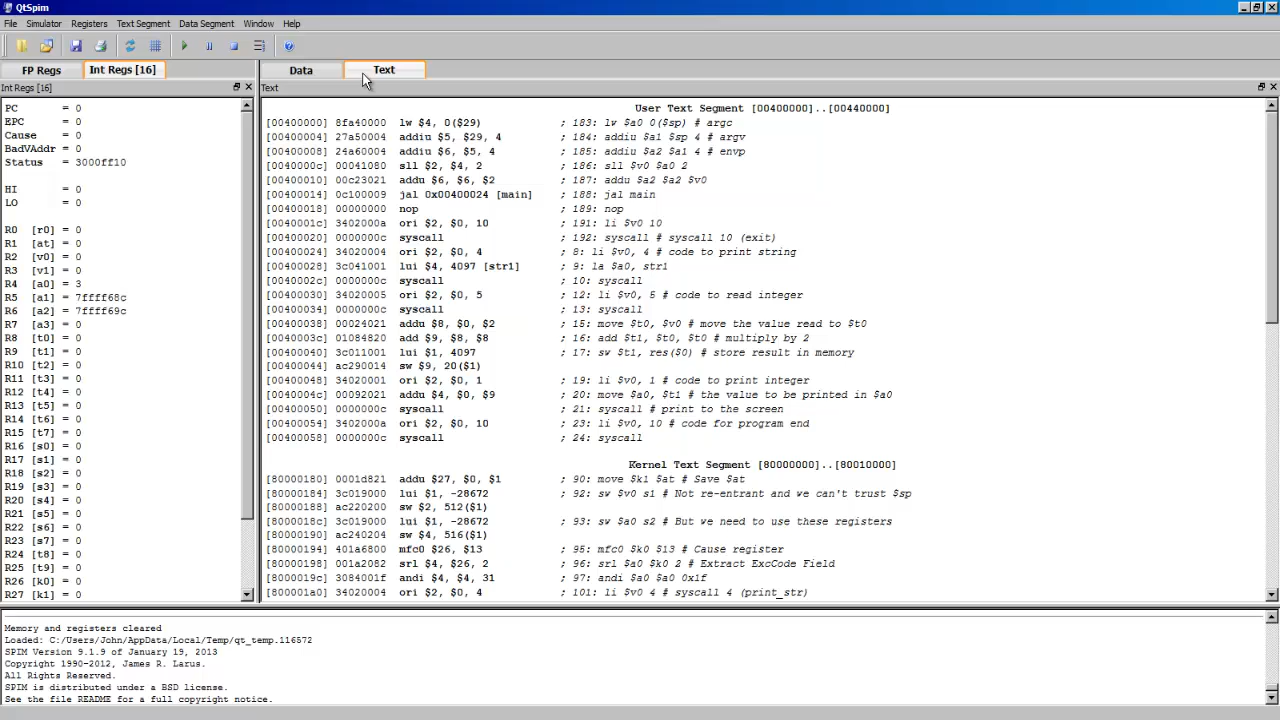 QtSpim
File Simulator Registers Text Segment Data Segment Window Help
FP Regs Int Regs [16] Data Text
Int Regs [16] Text
PC = 0
EPC = 0
Cause = 0
BadVAddr = 0
Status = 3000ff10
HI = 0
LO = 0
R0 [r0] = 0
R1 [at] = 0
R2 [v0] = 0
R3 [v1] = 0
R4 [a0] = 3
R5 [a1] = 7ffff68c
R6 [a2] = 7ffff69c
R7 [a3] = 0
R8 [t0] = 0
R9 [t1] = 0
R10 [t2] = 0
R11 [t3] = 0
R12 [t4] = 0
R13 [t5] = 0
R14 [t6] = 0
R15 [t7] = 0
R16 [s0] = 0
R17 [s1] = 0
R18 [s2] = 0
R19 [s3] = 0
R20 [s4] = 0
R21 [s5] = 0
R22 [s6] = 0
R23 [s7] = 0
R24 [t8] = 0
R25 [t9] = 0
R26 [k0] = 0
R27 [k1] = 0
User Text Segment [00400000]..[00440000]
[00400000] 8fa40000 lw $4, 0($29) ; 183: lw $a0 0($sp) # argc
[00400004] 27a50004 addiu $5, $29, 4 ; 184: addiu $a1 $sp 4 # argv
[00400008] 24a60004 addiu $6, $5, 4 ; 185: addiu $a2 $a1 4 # envp
[0040000c] 00041080 sll $2, $4, 2 ; 186: sll $v0 $a0 2
[00400010] 00c23021 addu $6, $6, $2 ; 187: addu $a2 $a2 $v0
[00400014] 0c100009 jal 0x00400024 [main] ; 188: jal main
[00400018] 00000000 nop ; 189: nop
[0040001c] 3402000a ori $2, $0, 10 ; 191: li $v0 10
[00400020] 0000000c syscall ; 192: syscall # syscall 10 (exit)
[00400024] 34020004 ori $2, $0, 4 ; 8: li $v0, 4 # code to print string
[00400028] 3c041001 lui $4, 4097 [str1] ; 9: la $a0, str1
[0040002c] 0000000c syscall ; 10: syscall
[00400030] 34020005 ori $2, $0, 5 ; 12: li $v0, 5 # code to read integer
[00400034] 0000000c syscall ; 13: syscall
[00400038] 00024021 addu $8, $0, $2 ; 15: move $t0, $v0 # move the value read to $t0
[0040003c] 01084820 add $9, $8, $8 ; 16: add $t1, $t0, $t0 # multiply by 2
[00400040] 3c011001 lui $1, 4097 ; 17: sw $t1, res($0) # store result in memory
[00400044] ac290014 sw $9, 20($1)
[00400048] 34020001 ori $2, $0, 1 ; 19: li $v0, 1 # code to print integer
[0040004c] 00092021 addu $4, $0, $9 ; 20: move $a0, $t1 # the value to be printed in $a0
[00400050] 0000000c syscall ; 21: syscall # print to the screen
[00400054] 3402000a ori $2, $0, 10 ; 23: li $v0, 10 # code for program end
[00400058] 0000000c syscall ; 24: syscall
Kernel Text Segment [80000000]..[80010000]
[80000180] 0001d821 addu $27, $0, $1 ; 90: move $k1 $at # Save $at
[80000184] 3c019000 lui $1, -28672 ; 92: sw $v0 s1 # Not re-entrant and we can't trust $sp
[80000188] ac220200 sw $2, 512($1)
[8000018c] 3c019000 lui $1, -28672 ; 93: sw $a0 s2 # But we need to use these registers
[80000190] ac240204 sw $4, 516($1)
[80000194] 401a6800 mfc0 $26, $13 ; 95: mfc0 $k0 $13 # Cause register
[80000198] 001a2082 srl $4, $26, 2 ; 96: srl $a0 $k0 2 # Extract ExcCode Field
[8000019c] 3084001f andi $4, $4, 31 ; 97: andi $a0 $a0 0x1f
[800001a0] 34020004 ori $2, $0, 4 ; 101: li $v0 4 # syscall 4 (print_str)
Memory and registers cleared
Loaded: C:/Users/John/AppData/Local/Temp/qt_temp.116572
SPIM Version 9.1.9 of January 19, 2013
Copyright 1990-2012, James R. Larus.
All Rights Reserved.
SPIM is distributed under a BSD license.
See the file README for a full copyright notice.